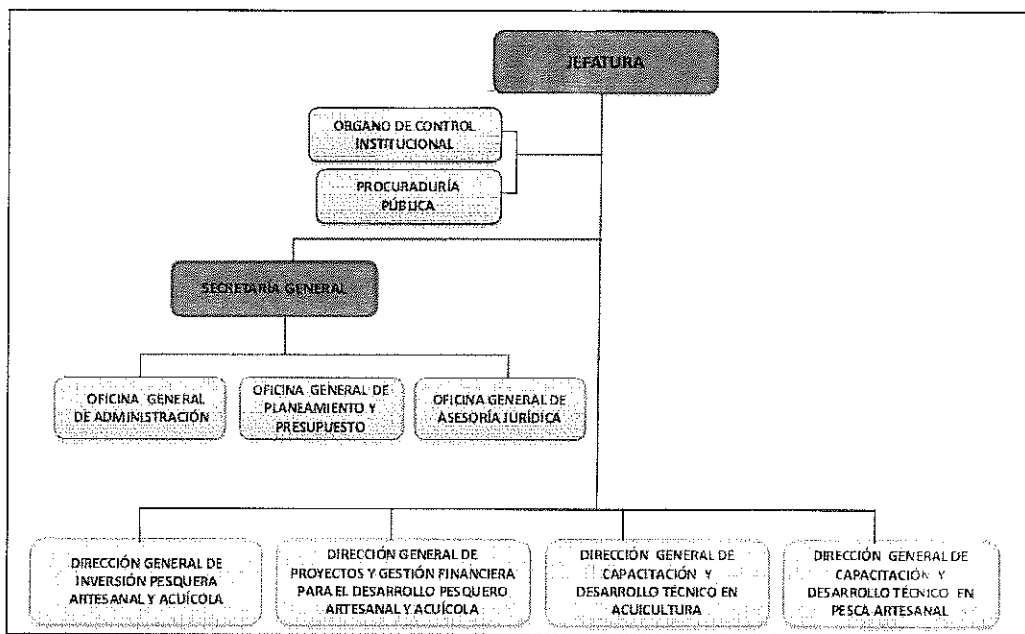 JEFATURA
ORGANO DE CONTROL
INSTITUCIONAL
PROCURADURÍA
PÚBLICA
SECRETARÍA GENERAL
OFICINA GENERAL
DE ADMINISTRACIÓN
OFICINA GENERAL DE
PLANEAMIENTO Y
PRESUPUESTO
OFICINA GENERAL DE
ASESORÍA JURÍDICA
DIRECCIÓN GENERAL DE
INVERSIÓN PESQUERA
ARTESANAL Y ACUÍCOLA
DIRECCIÓN GENERAL DE
PROYECTOS Y GESTIÓN FINANCIERA
PARA EL DESARROLLO PESQUERO
ARTESANAL Y ACUÍCOLA
DIRECCIÓN GENERAL DE
CAPACITACIÓN Y
DESARROLLO TÉCNICO EN
ACUICULTURA
DIRECCIÓN GENERAL DE
CAPACITACIÓN Y
DESARROLLO TÉCNICO EN
PESCA ARTESANAL